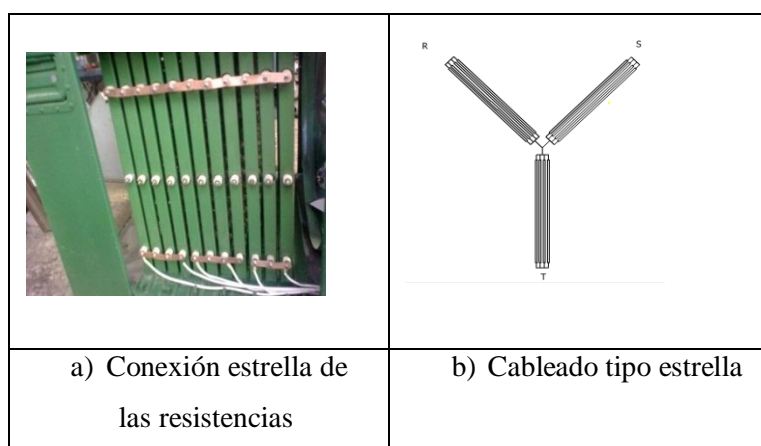 R
S
T
a) Conexión estrella de
las resistencias
b) Cableado tipo estrella